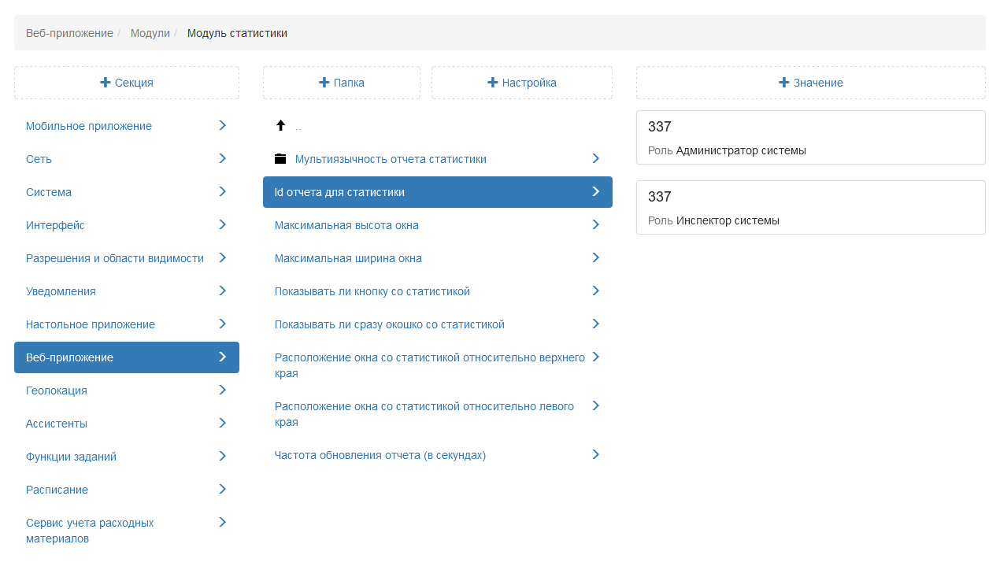 Веб-приложение / Модули / Модуль статистики
Секция
Мобильное приложение
Сеть
Система
Интерфейс
Разрешения и области видимости
Уведомления
Настольное приложение
Веб-приложение
Геолокация
Ассистенты
Функции заданий
Расписание
Сервис учета расходных
материалов
Папка
Настройка
..
Мультиязычность отчета статистики
Id отчета для статистики
Максимальная высота окна
Максимальная ширина окна
Показывать ли кнопку со статистикой
Показывать ли сразу окошко со статистикой
Расположение окна со статистикой относительно верхнего
края
Расположение окна со статистикой относительно левого
края
Частота обновления отчета (в секундах)
Значение
337
Роль Администратор системы
337
Роль Инспектор системы